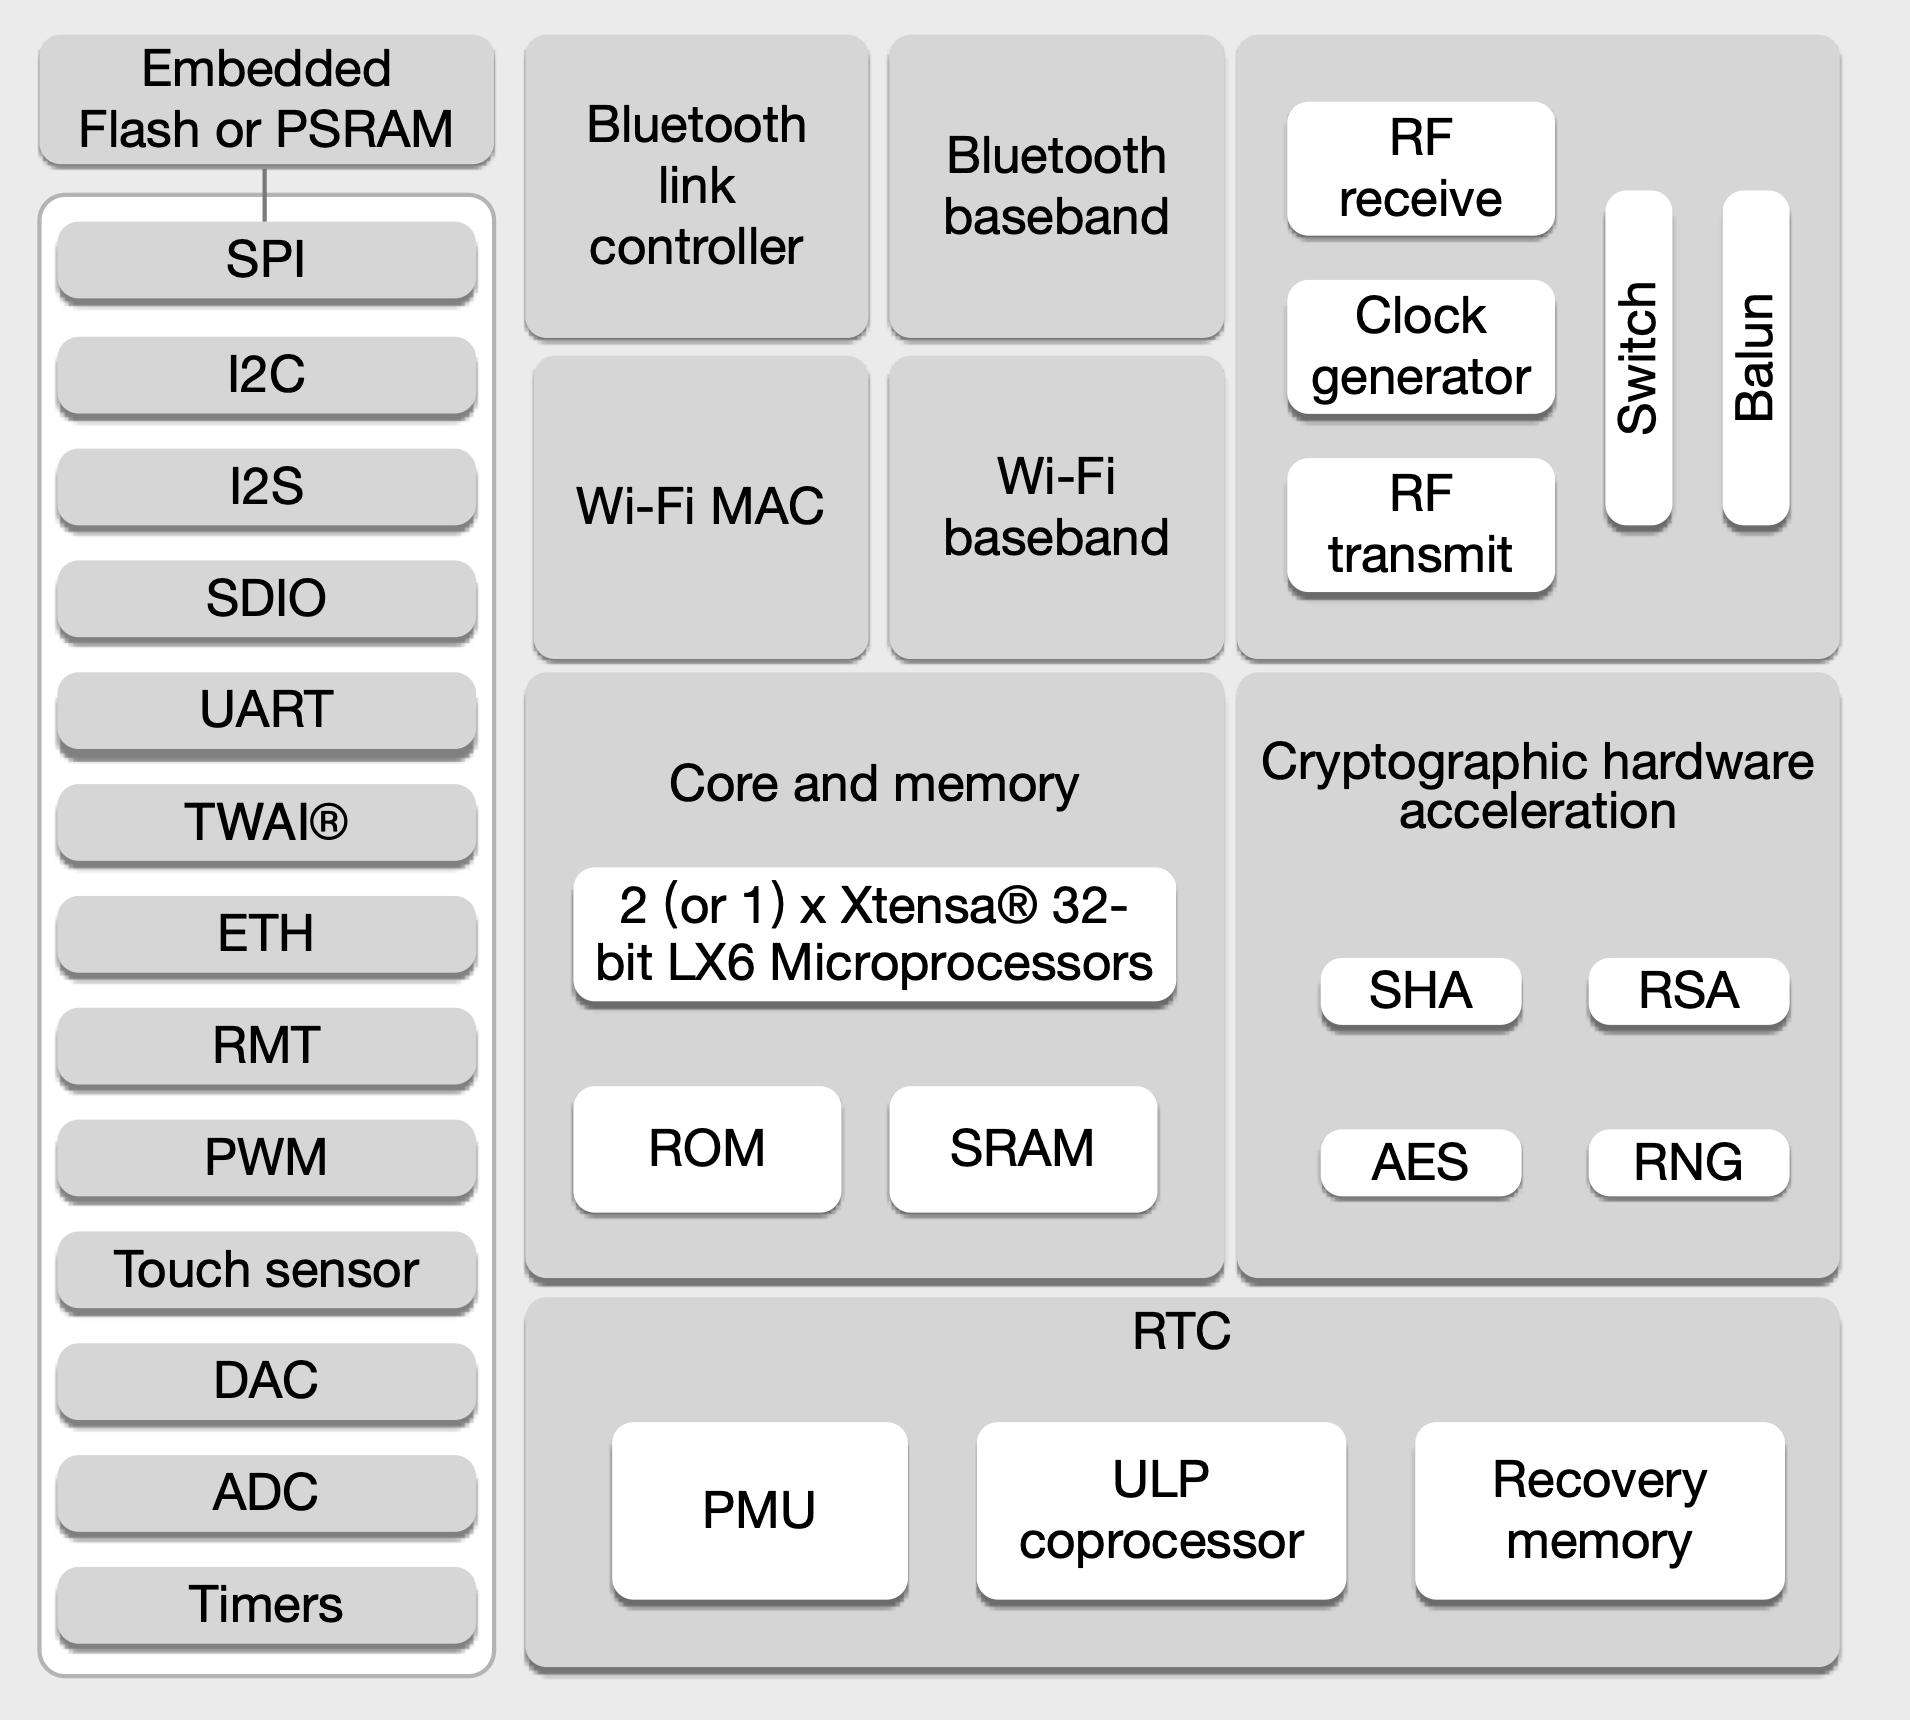 Embedded
Flash or PSRAM
SPI
I2C
I2S
SDIO
UART
TWAI®
ETH
RMT
PWM
Touch sensor
DAC
ADC
Timers
Bluetooth
link
controller
Bluetooth
baseband
Wi-Fi MAC
Wi-Fi
baseband
RF
receive
Clock
generator
RF
transmit
Switch
Balun
Core and memory
2 (or 1) x Xtensa® 32-
bit LX6 Microprocessors
ROM
SRAM
Cryptographic hardware
acceleration
SHA
RSA
AES
RNG
RTC
PMU
ULP
coprocessor
Recovery
memory